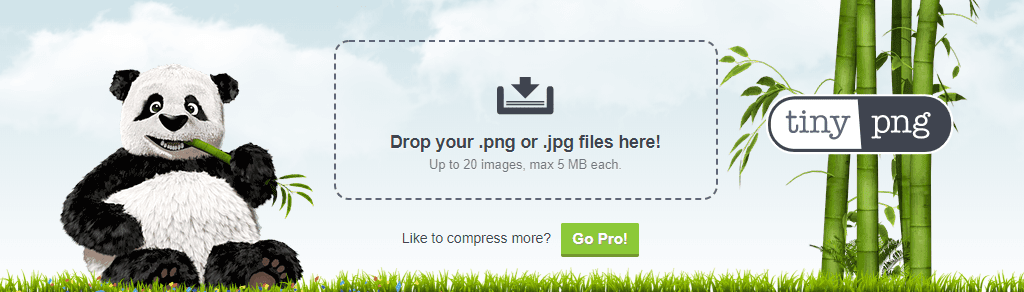 Drop your .png or .jpg files here!
Up to 20 images, max 5 MB each.
tiny png
Like to compress more? Go Pro!